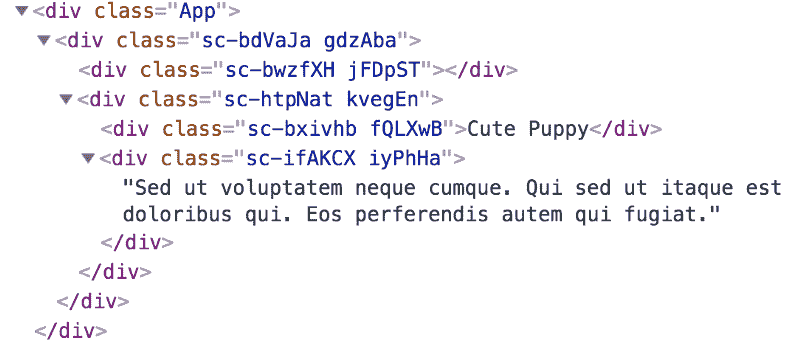 ▼<div class="App">
▼<div class="sc-bdVaJa gdzAba">
<div class="sc-bwzfXH jFDpST"></div>
▼<div class="sc-htpNat kvegEn">
<div class="sc-bxivhb fQLXwB">Cute Puppy</div>
▼<div class="sc-ifAKCX iyPhHa">
"Sed ut voluptatem neque cumque. Qui sed ut itaque est
doloribus qui. Eos perferendis autem qui fugiat."
</div>
</div>
</div>
</div>